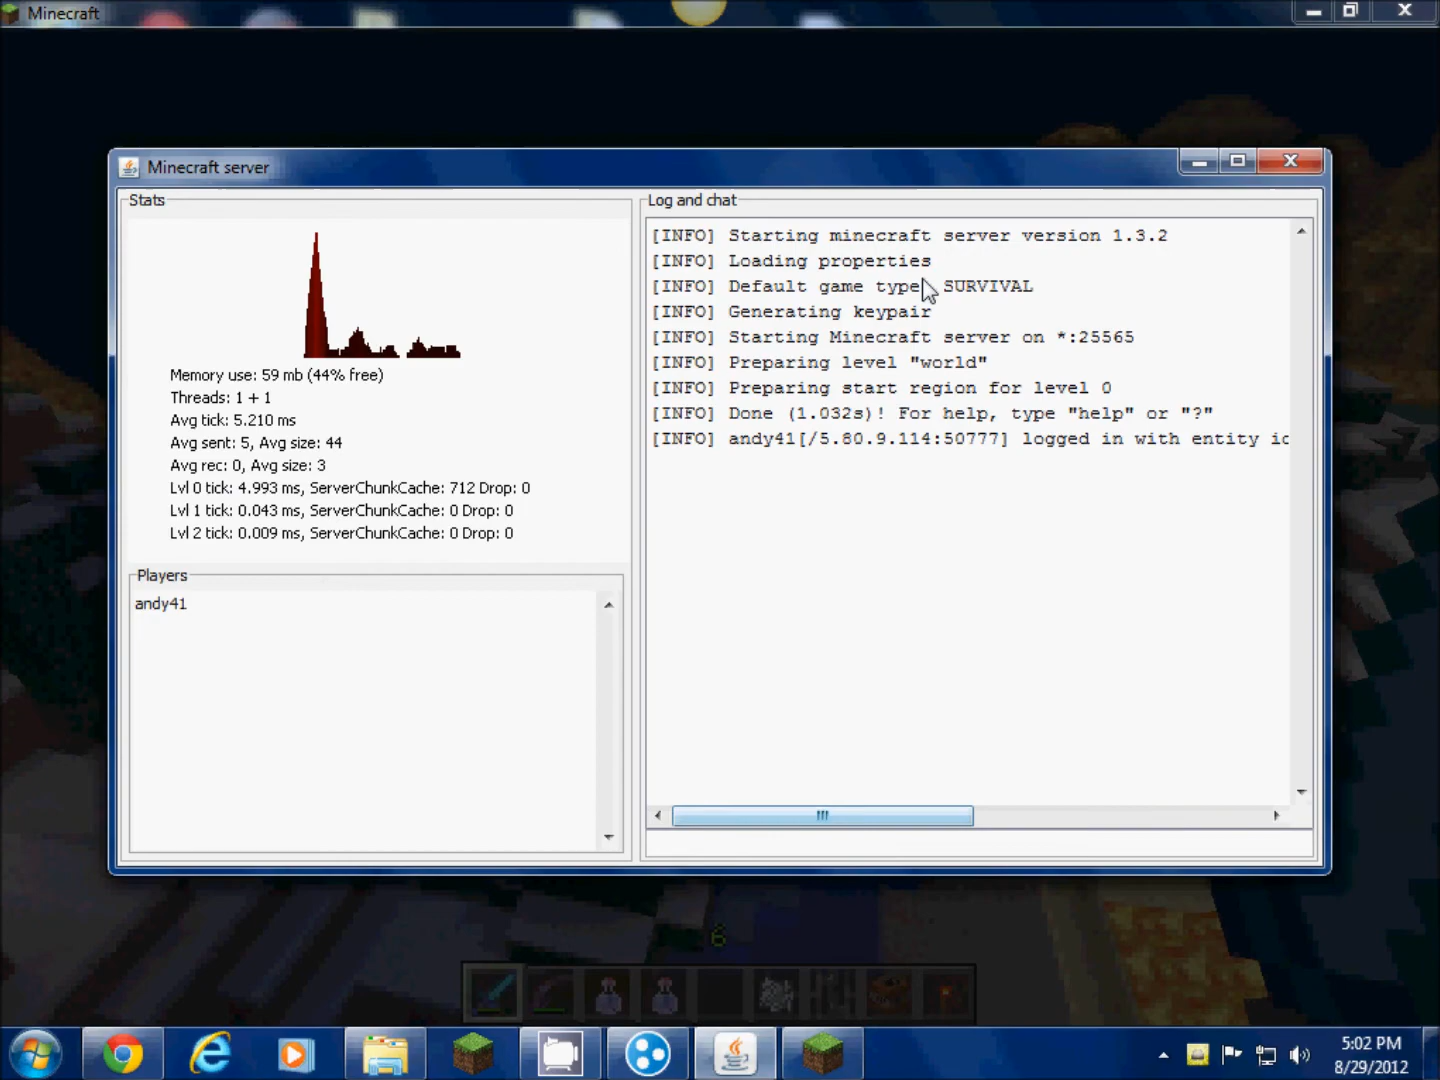 Minecraft
Minecraft server
Stats
Memory use: 59 mb (44% free)
Threads: 1 + 1
Avg tick: 5.210 ms
Avg sent: 5, Avg size: 44
Avg rec: 0, Avg size: 3
Lvl 0 tick: 4.993 ms, ServerChunkCache: 712 Drop: 0
Lvl 1 tick: 0.043 ms, ServerChunkCache: 0 Drop: 0
Lvl 2 tick: 0.009 ms, ServerChunkCache: 0 Drop: 0
Players
andy41
Log and chat
[INFO] Starting minecraft server version 1.3.2
[INFO] Loading properties
[INFO] Default game type SURVIVAL
[INFO] Generating keypair
[INFO] Starting Minecraft server on *:25565
[INFO] Preparing level "world"
[INFO] Preparing start region for level 0
[INFO] Done (1.032s)! For help, type "help" or "?"
[INFO] andy41[/5.80.9.114:50777] logged in with entity
6
5:02 PM
8/29/2012